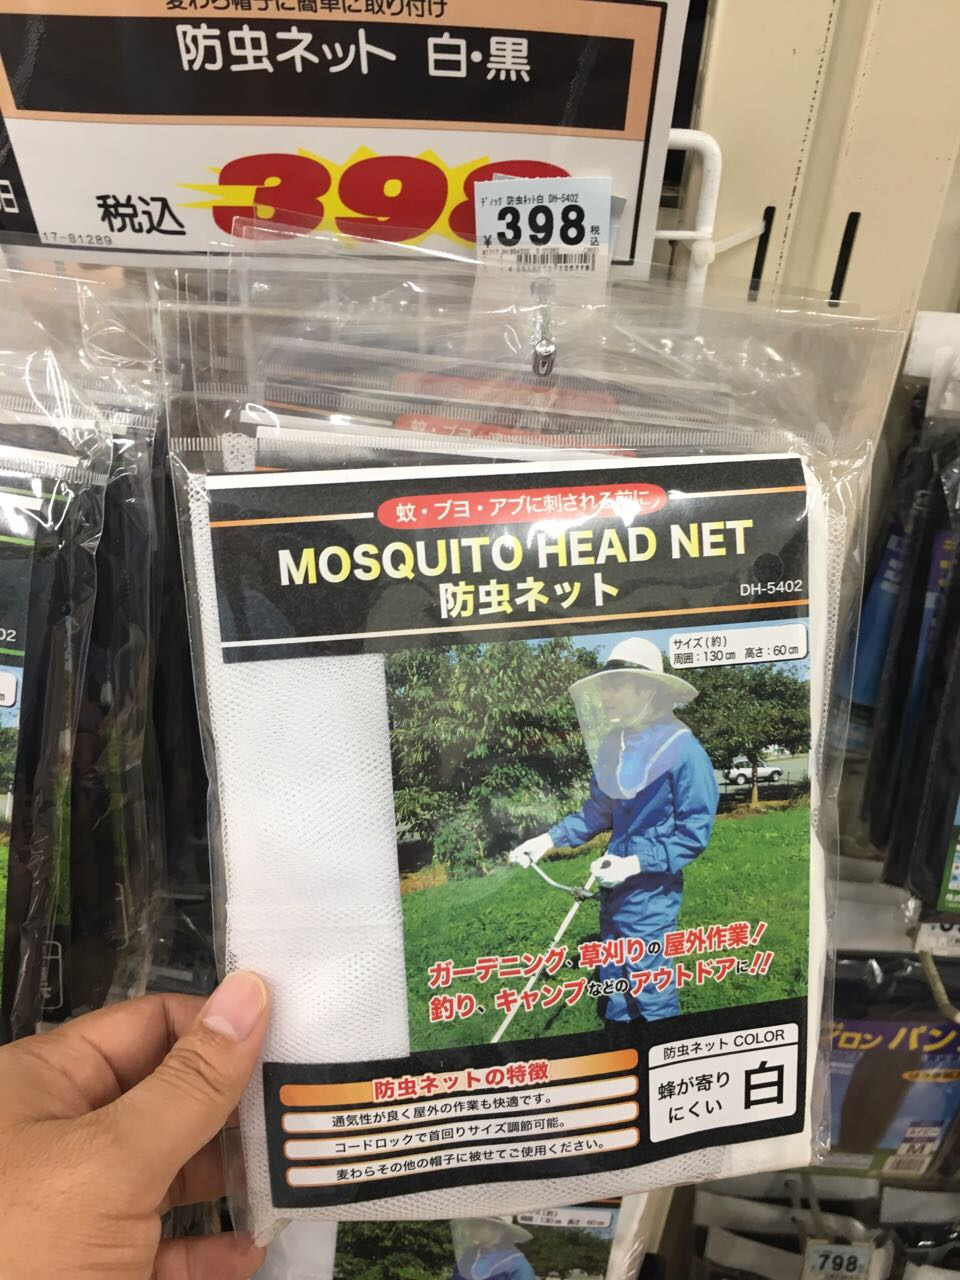 麦わら帽子に簡単に取り付け
防虫ネット 白・黒
税込 398
17-81289
ディック 防虫ネット白 DH-5402
¥398 税込
蚊・ブヨ・アブに刺される前に
MOSQUITO HEAD NET
防虫ネット
DH-5402
サイズ(約)
周囲:130cm 高さ:60cm
ガーデニング、草刈りの屋外作業!
釣り、キャンプなどのアウトドアに!!
防虫ネットの特徴
通気性が良く屋外の作業も快適です。
コードロックで首回りサイズ調節可能。
麦わらその他の帽子に被せてご使用ください。
防虫ネット COLOR
蜂が寄り
にくい
白
パン
M
798